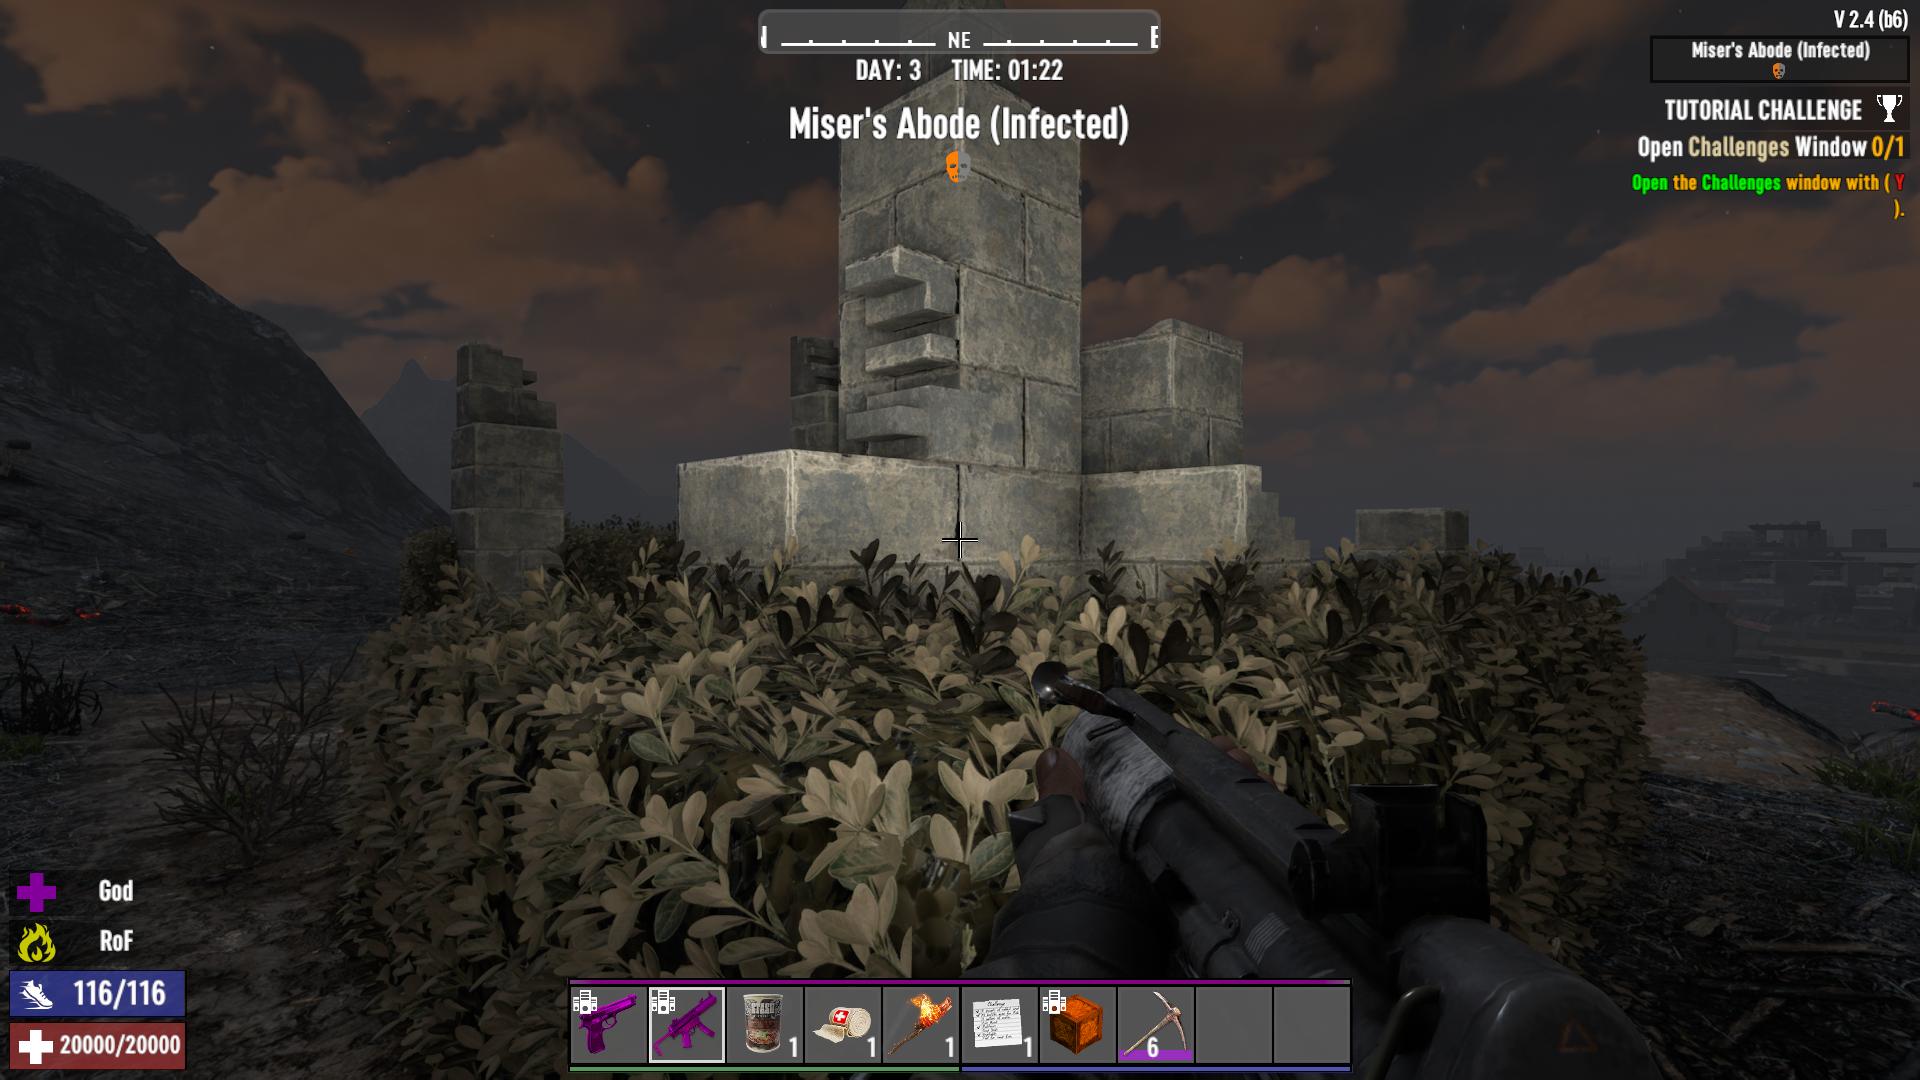 NE
E
V 2.4 (b6)
DAY: 3 TIME: 01:22
Miser's Abode (Infected)
Miser's Abode (Infected)
TUTORIAL CHALLENGE
Open Challenges Window 0/1
Open the Challenges window with ( Y
).
God
RoF
116/116
20000/20000
1
1
1
1
6